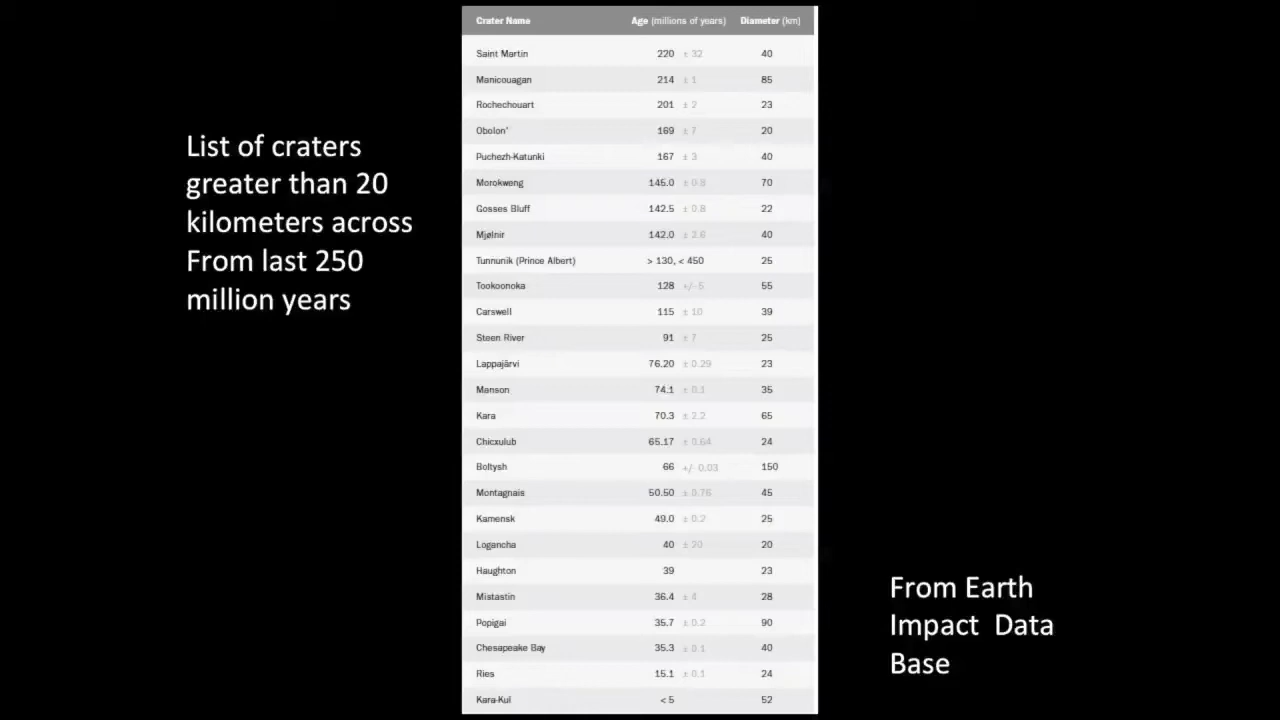 List of craters
greater than 20
kilometers across
From last 250
million years
Crater Name Age (millions of years) Diameter (km)
Saint Martin 220 ± 32 40
Manicouagan 214 ± 1 85
Rochechouart 201 ± 2 23
Obolon' 169 ± 7 20
Puchezh-Katunki 167 ± 3 40
Morokweng 145.0 ± 0.8 70
Gosses Bluff 142.5 ± 0.8 22
Mjølnir 142.0 ± 2.6 40
Tunnunik (Prince Albert) > 130, < 450 25
Tookoonoka 128 +/- 5 55
Carswell 115 ± 10 39
Steen River 91 ± 7 25
Lappajärvi 76.20 ± 0.29 23
Manson 74.1 ± 0.1 35
Kara 70.3 ± 2.2 65
Chicxulub 65.17 ± 0.64 24
Boltysh 66 +/- 0.03 150
Montagnais 50.50 ± 0.76 45
Kamensk 49.0 ± 0.2 25
Logancha 40 ± 20 20
Haughton 39 23
Mistastin 36.4 ± 4 28
Popigai 35.7 ± 0.2 90
Chesapeake Bay 35.3 ± 0.1 40
Ries 15.1 ± 0.1 24
Kara-Kul < 5 52
From Earth
Impact Data
Base